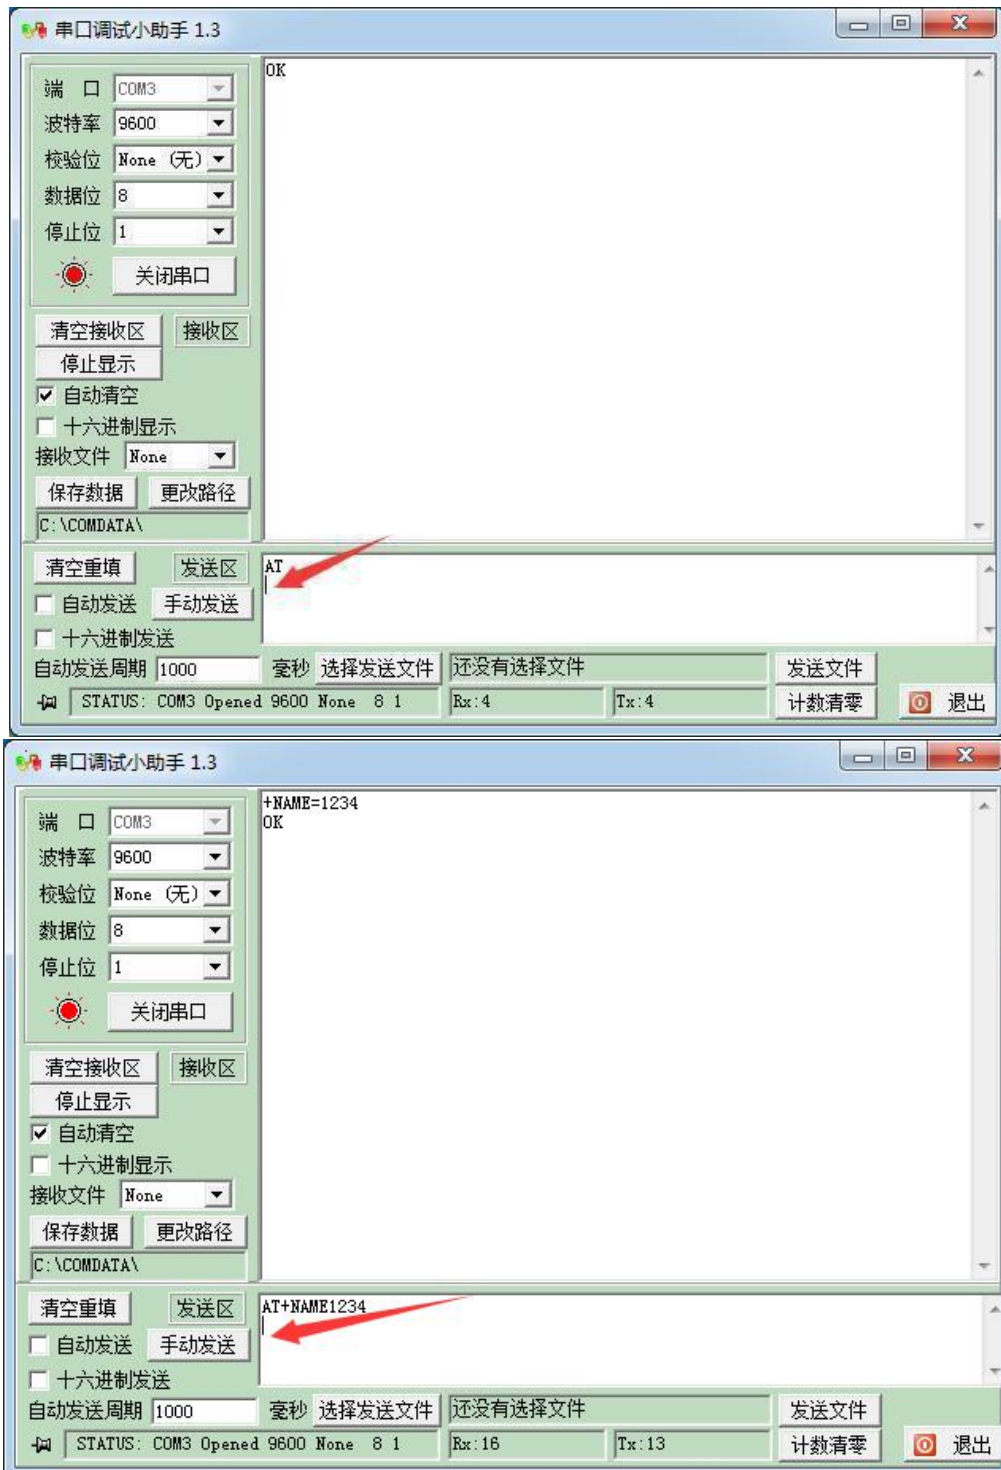 串口调试小助手 1.3
OK
端 口 COM3
波特率 9600
校验位 None (无)
数据位 8
停止位 1
关闭串口
清空接收区 接收区
停止显示
自动清空
十六进制显示
接收文件 None
保存数据 更改路径
C:\COMDATA\
清空重填 发送区 AT
自动发送 手动发送
十六进制发送
自动发送周期 1000 毫秒 选择发送文件 还没有选择文件 发送文件
STATUS: COM3 Opened 9600 None 8 1 Rx:4 Tx:4 计数清零 退出
串口调试小助手 1.3
+NAME=1234
OK
端 口 COM3
波特率 9600
校验位 None (无)
数据位 8
停止位 1
关闭串口
清空接收区 接收区
停止显示
自动清空
十六进制显示
接收文件 None
保存数据 更改路径
C:\COMDATA\
清空重填 发送区 AT+NAME1234
自动发送 手动发送
十六进制发送
自动发送周期 1000 毫秒 选择发送文件 还没有选择文件 发送文件
STATUS: COM3 Opened 9600 None 8 1 Rx:16 Tx:13 计数清零 退出